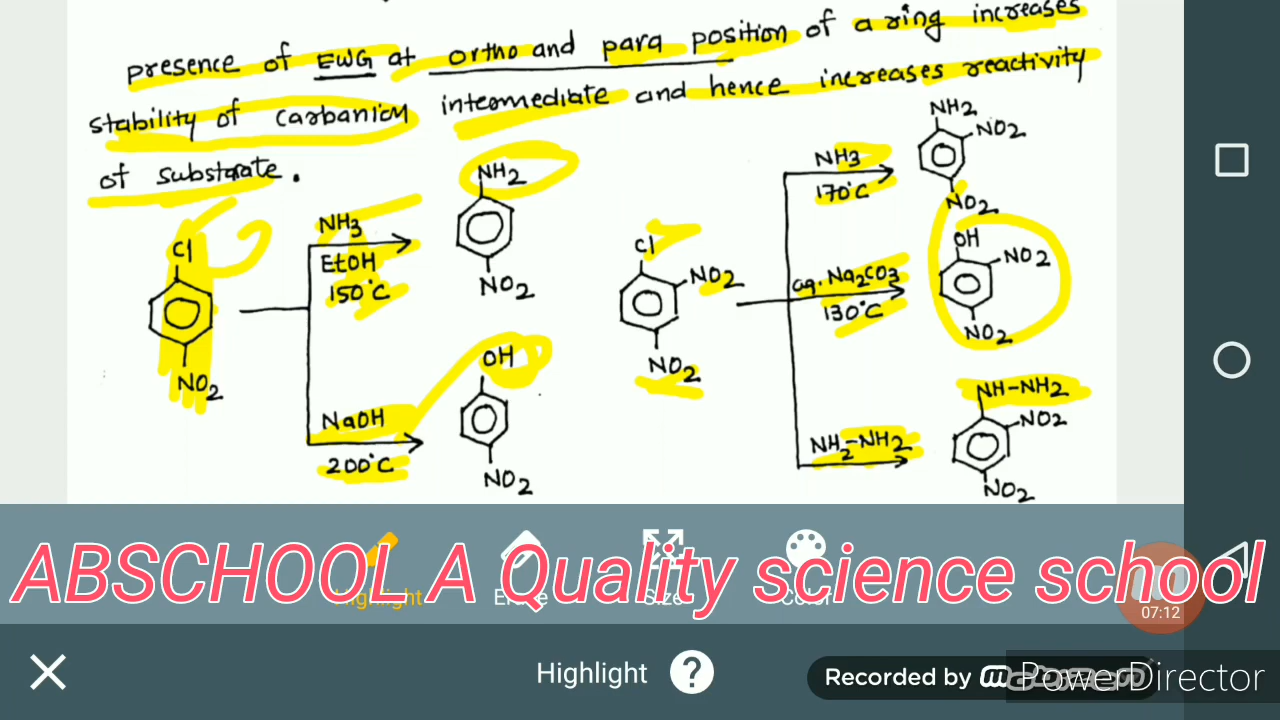 presence of EWG at ortho and para position of a ring increases
stability of carbanion intermediate and hence increases reactivity
of substarate.
Cl
NO2
NH3
EtOH
150°C
NH2
NO2
NaOH
200°C
OH
NO2
Cl
NO2
NO2
NH3
170°C
NH2
NO2
NO2
aq. Na2CO3
130°C
OH
NO2
NO2
NH2-NH2
NH-NH2
NO2
NO2
ABSCHOOL A Quality science school
Highlight
Erase
Size
Color
07:12
Highlight ?
Recorded by
PowerDirector